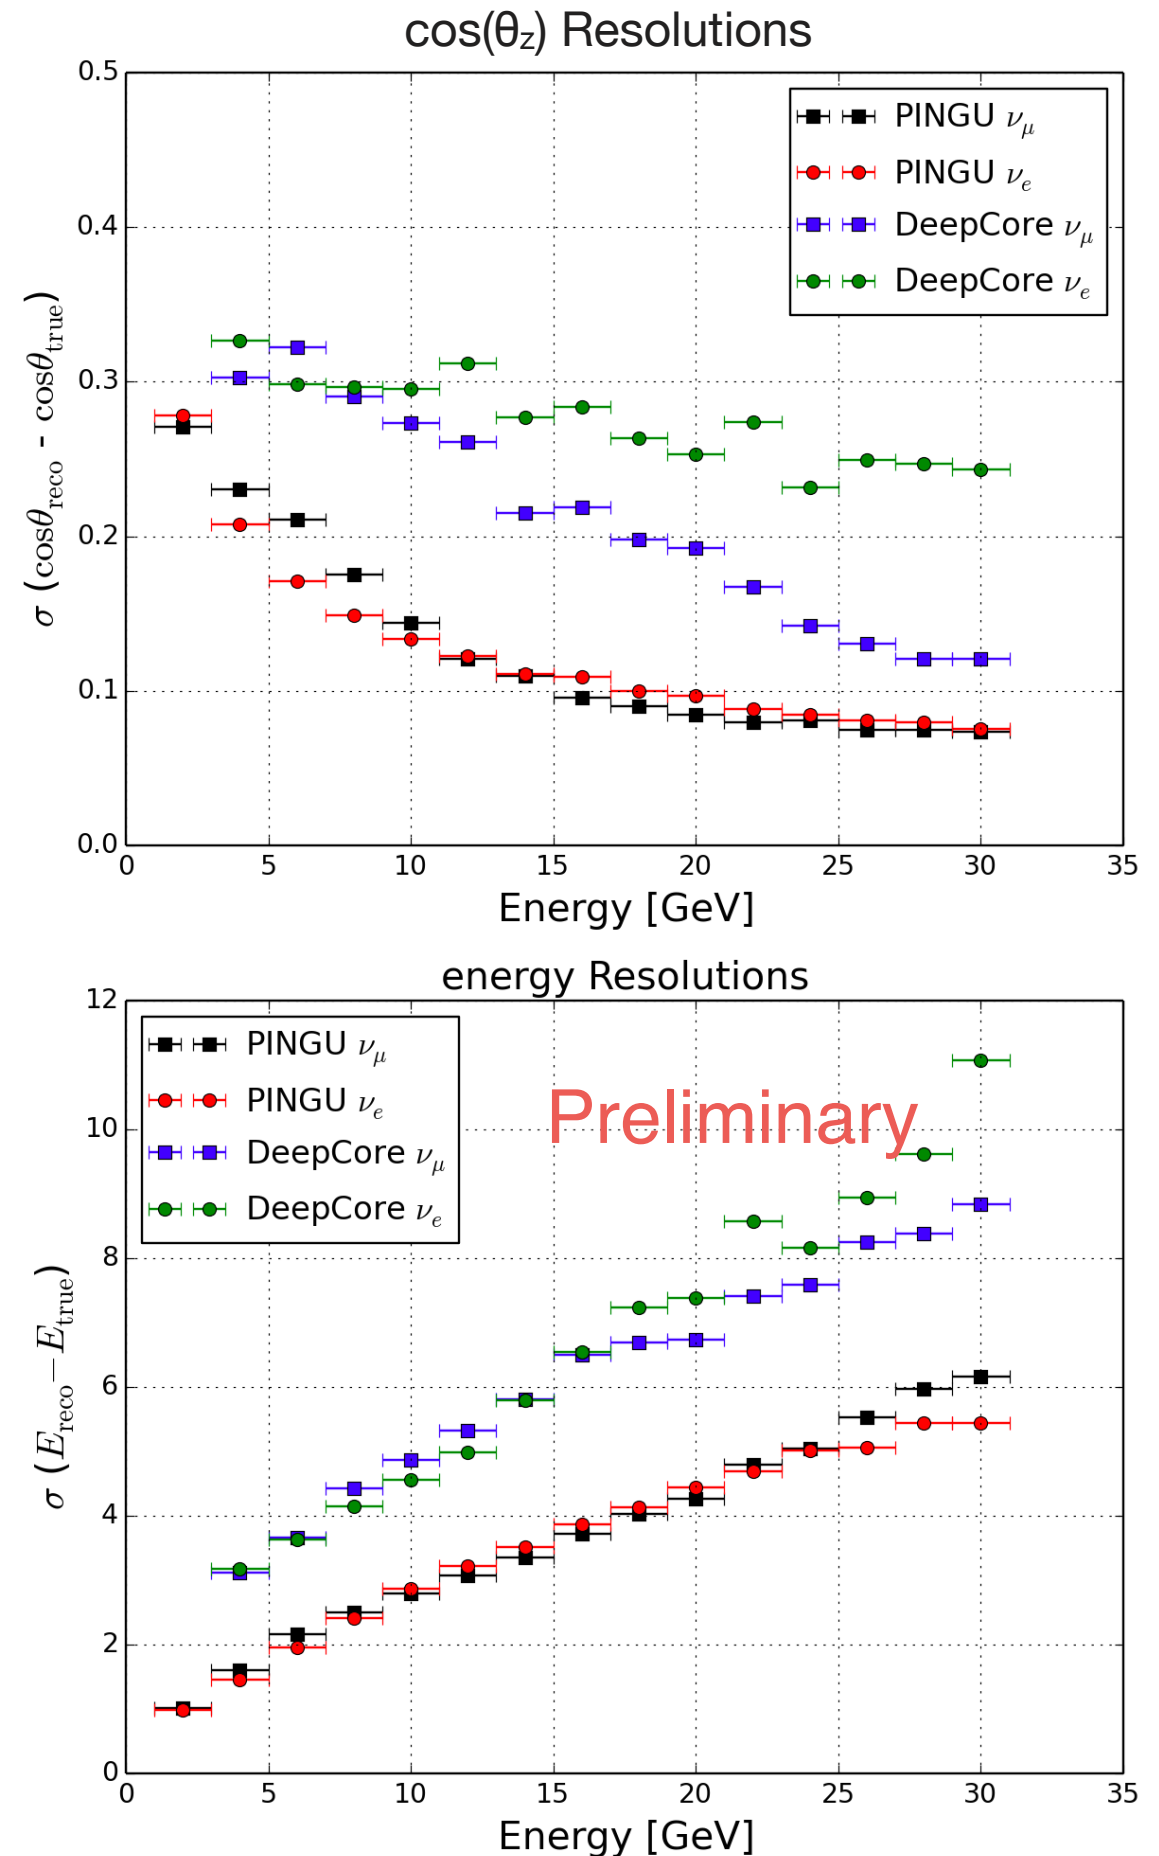 cos(θz) Resolutions
0.5
0.4
0.3
0.2
0.1
0.0
σ (cosθreco - cosθtrue)
PINGU νμ
PINGU νe
DeepCore νμ
DeepCore νe
0 5 10 15 20 25 30 35
Energy [GeV]
energy Resolutions
12
10
8
6
4
2
0
σ (Ereco−Etrue)
PINGU νμ
PINGU νe
DeepCore νμ
DeepCore νe
Preliminary
0 5 10 15 20 25 30 35
Energy [GeV]